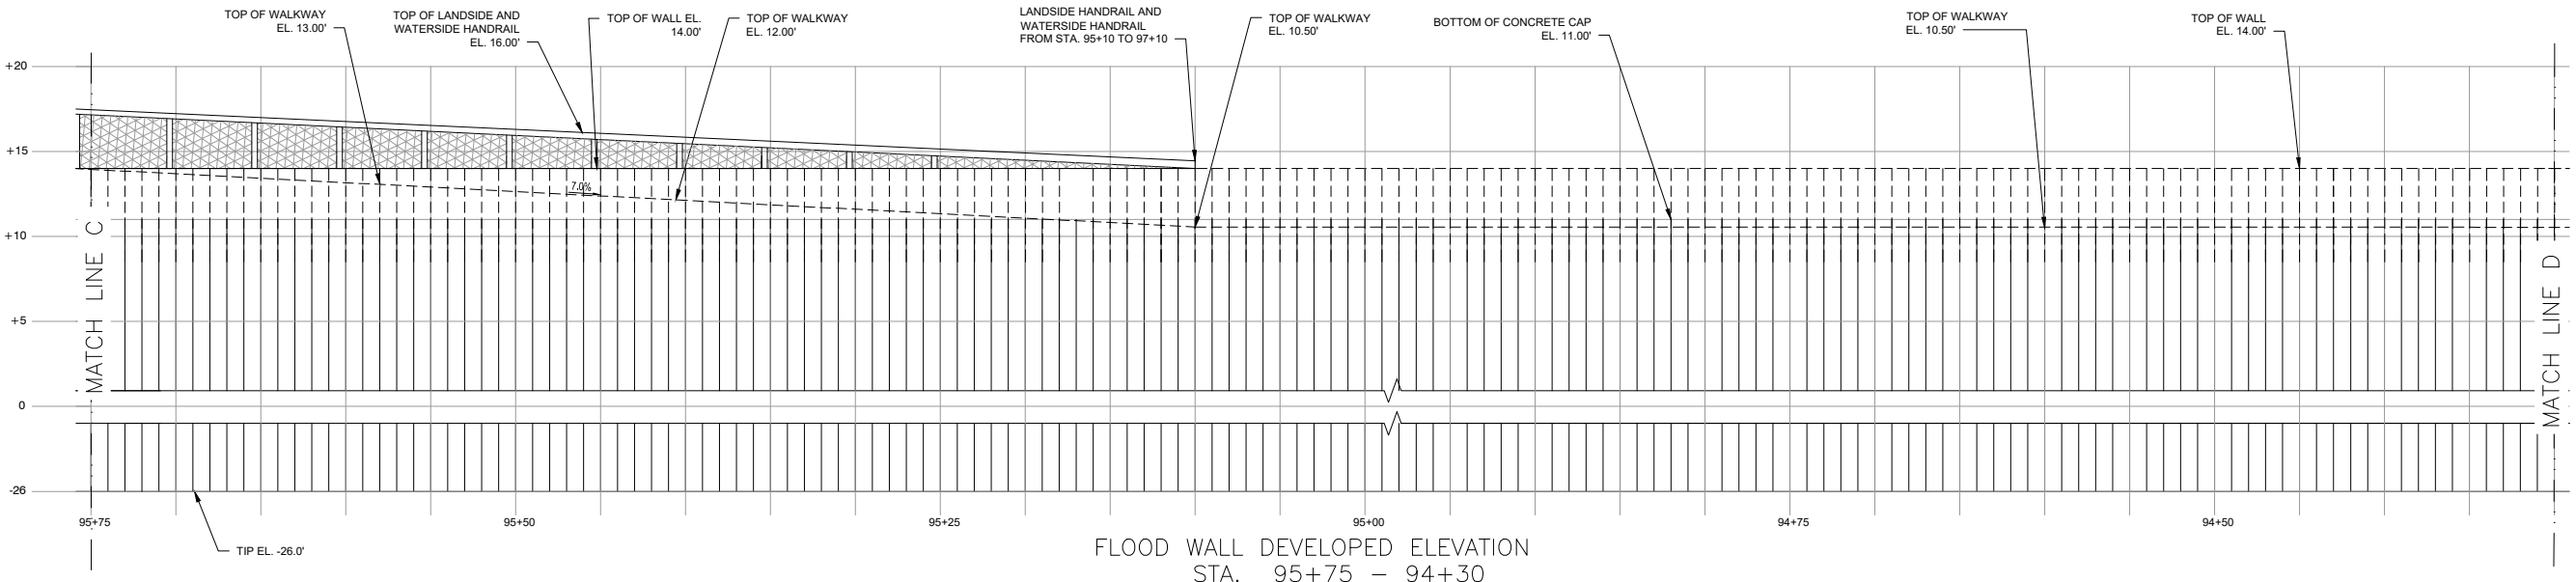 TOP OF WALKWAY
EL. 13.00'
TOP OF LANDSIDE AND
WATERSIDE HANDRAIL
EL. 16.00'
TOP OF WALL EL.
14.00'
TOP OF WALKWAY
EL. 12.00'
LANDSIDE HANDRAIL AND
WATERSIDE HANDRAIL
FROM STA. 95+10 TO 97+10
TOP OF WALKWAY
EL. 10.50'
BOTTOM OF CONCRETE CAP
EL. 11.00'
TOP OF WALKWAY
EL. 10.50'
TOP OF WALL
EL. 14.00'
+20
+15
+10
+5
0
-26
7.0%
MATCH LINE C
MATCH LINE D
95+75
95+50
95+25
95+00
94+75
94+50
TIP EL. -26.0'
FLOOD WALL DEVELOPED ELEVATION
STA. 95+75 - 94+30